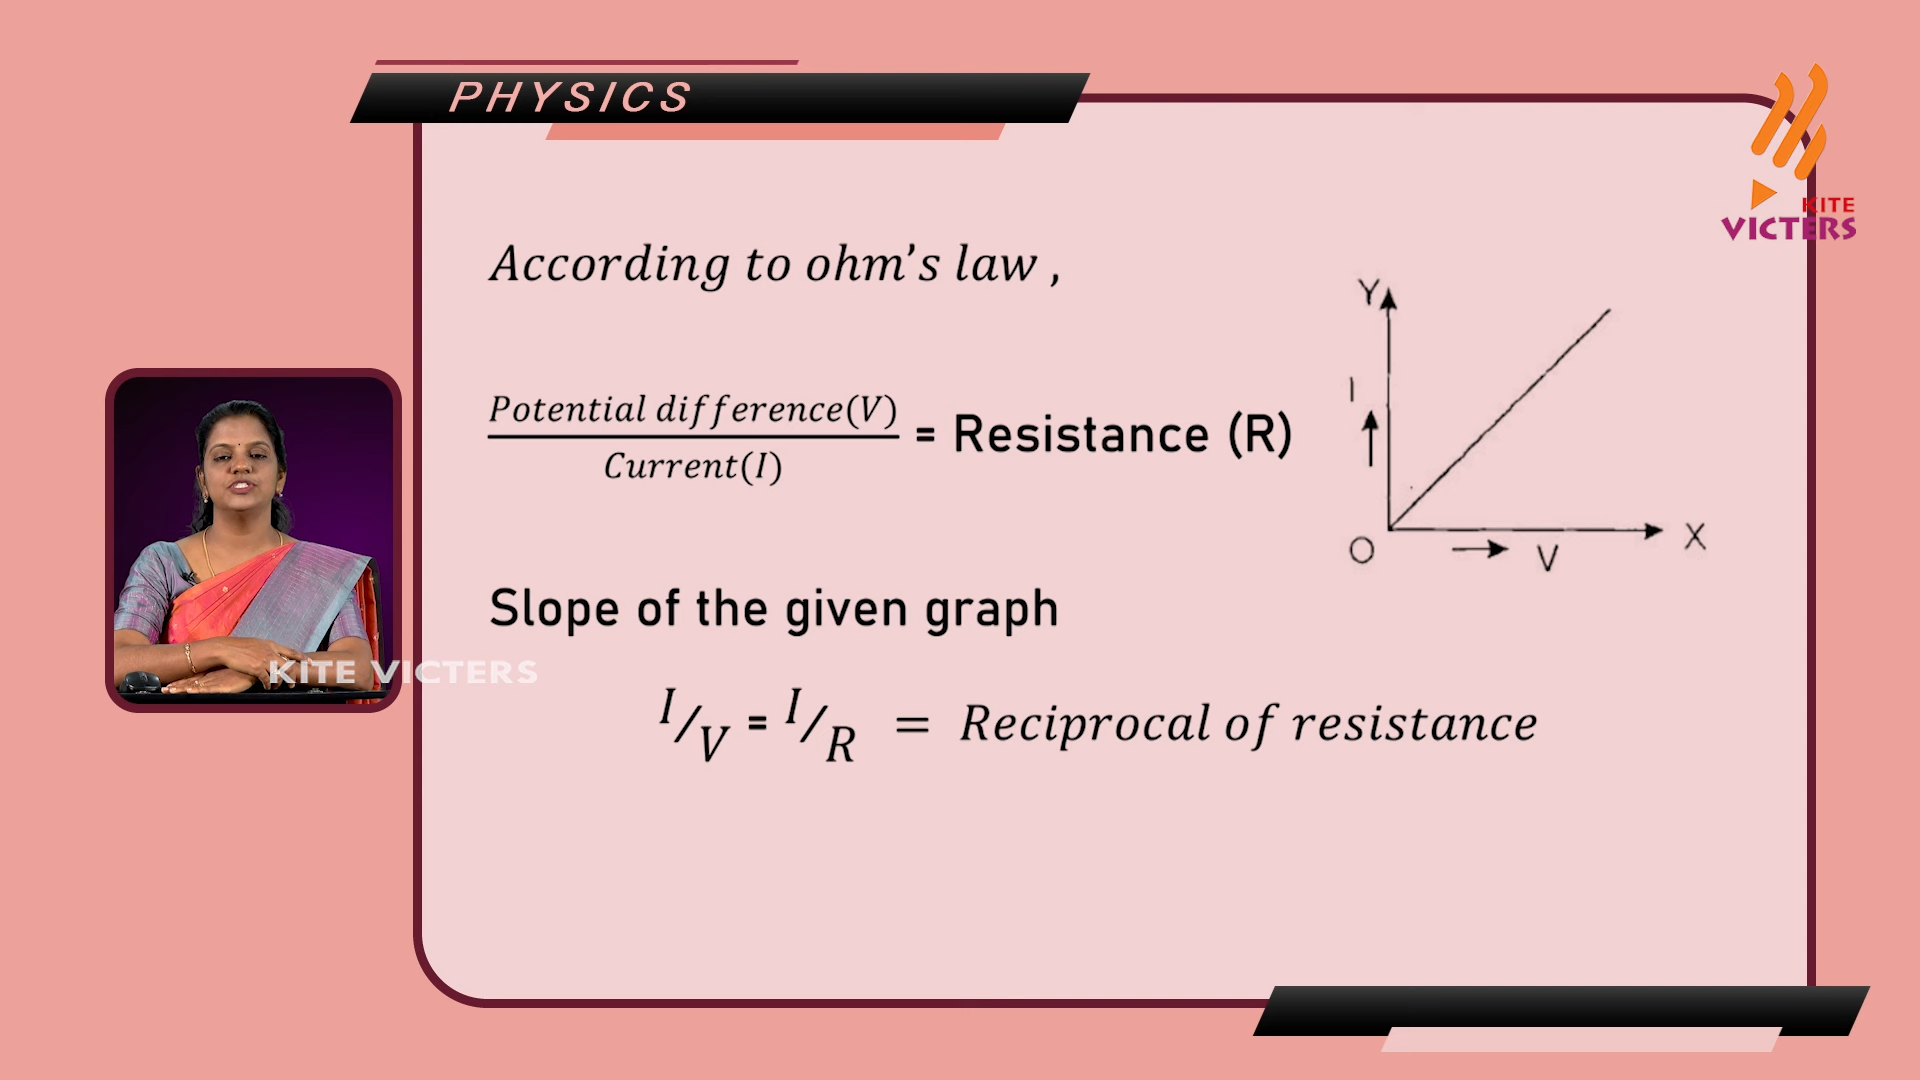 PHYSICS
KITE
VICTERS
According to ohm's law ,
Potential difference(V)
Current(I)
= Resistance (R)
Y
I
O
V
X
Slope of the given graph
I/V = I/R = Reciprocal of resistance
KITE VICTERS